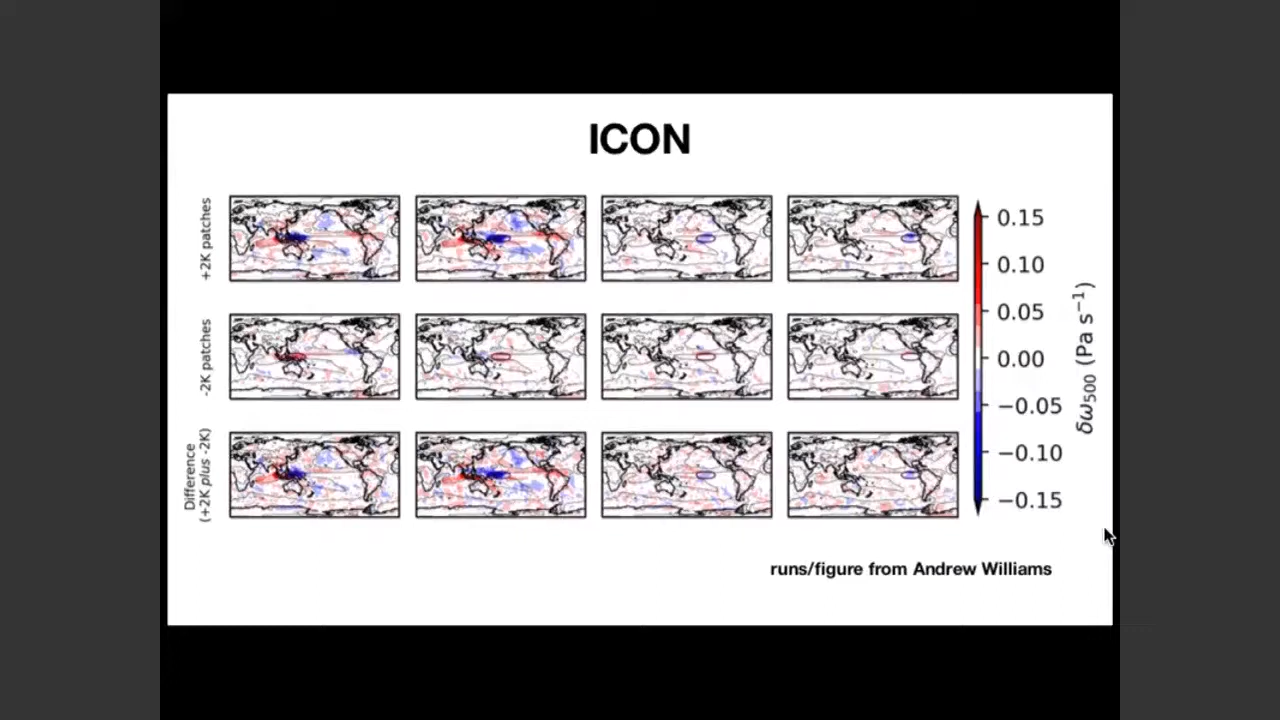 ICON
+2K patches
-2K patches
Difference
(+2K plus -2K)
0.15
0.10
0.05
0.00
−0.05
−0.10
−0.15
δω500 (Pa s−1)
runs/figure from Andrew Williams